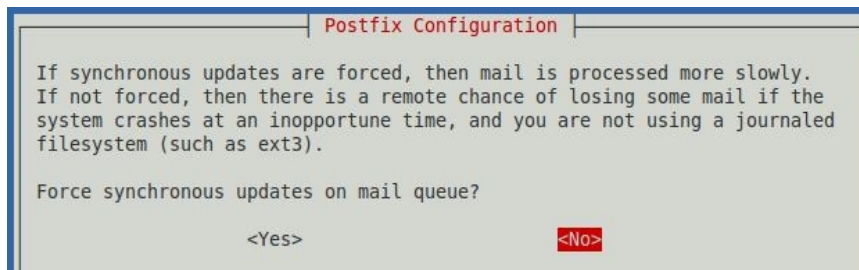 Postfix Configuration
If synchronous updates are forced, then mail is processed more slowly.
If not forced, then there is a remote chance of losing some mail if the
system crashes at an inopportune time, and you are not using a journaled
filesystem (such as ext3).
Force synchronous updates on mail queue?
<Yes> <No>